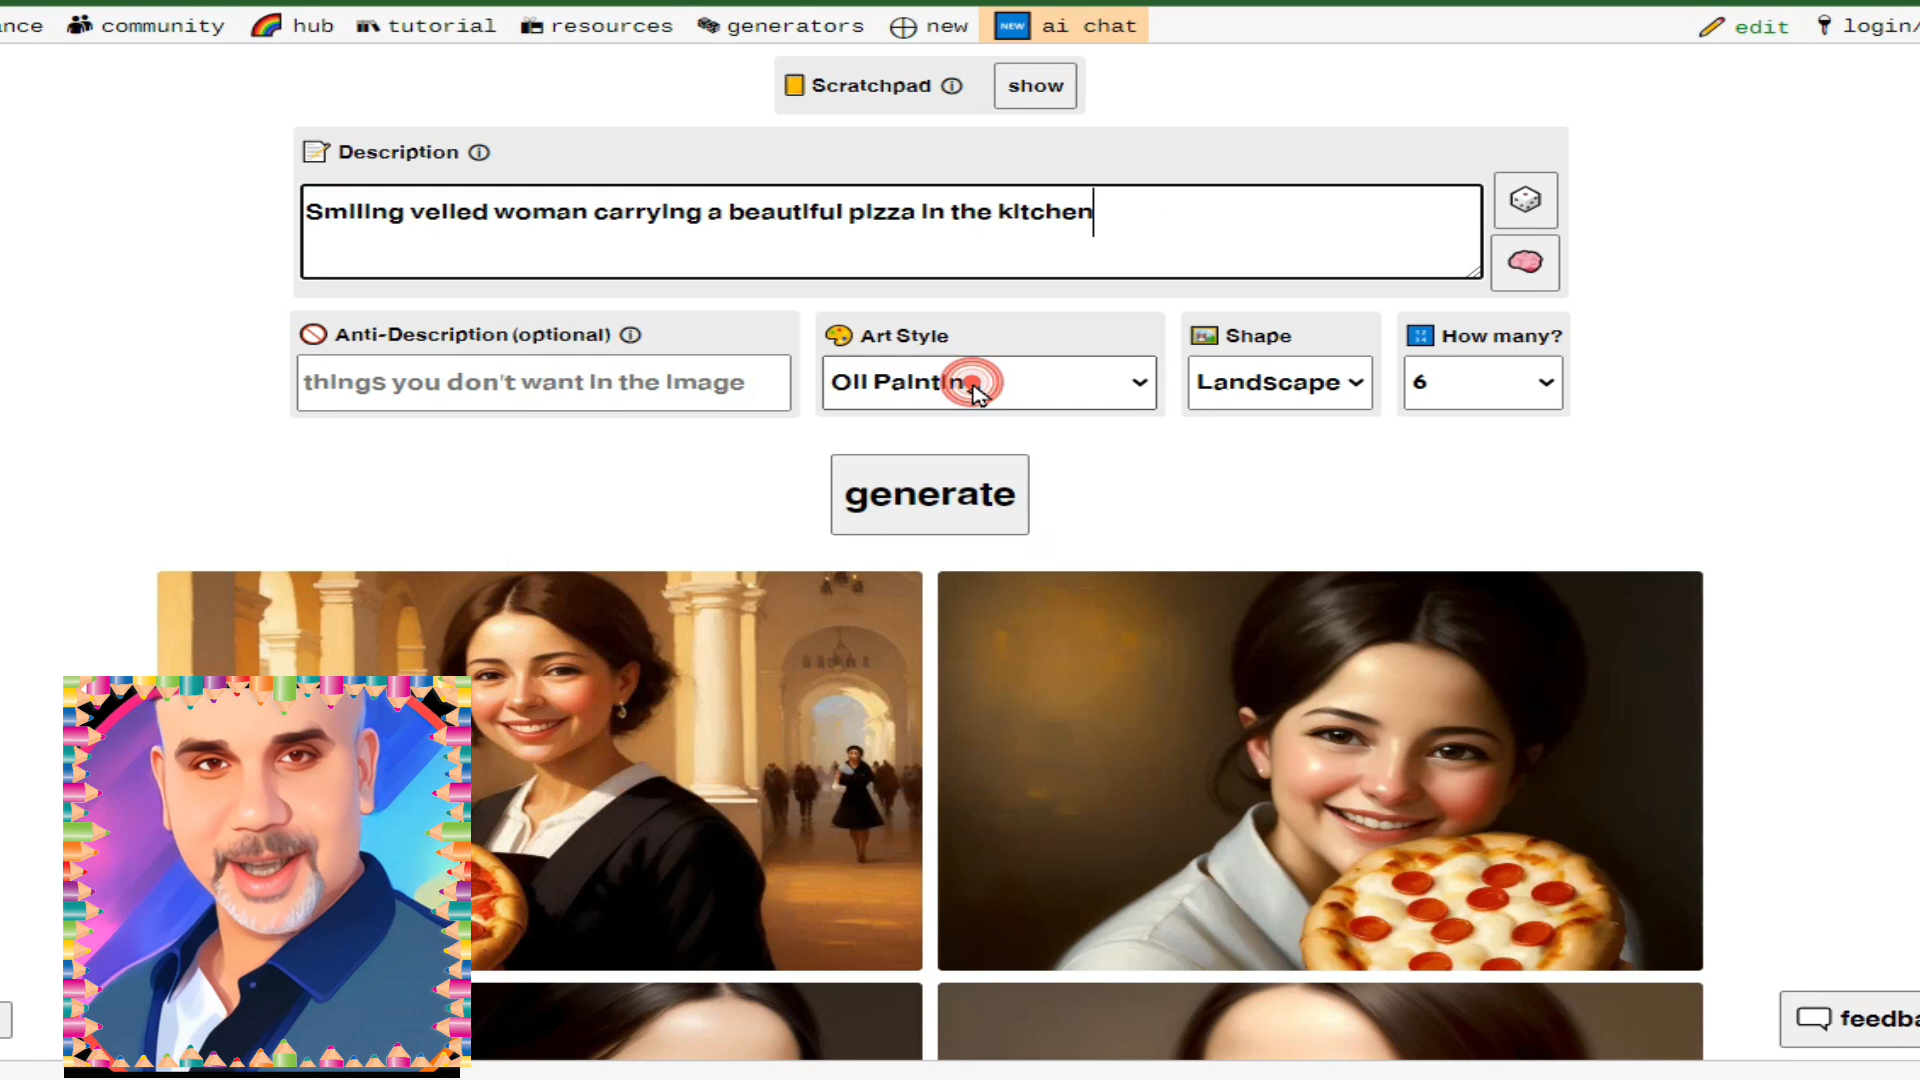 nce community hub tutorial resources generators new NEW ai chat edit login/
Scratchpad show
Description
Smiling veiled woman carrying a beautiful pizza in the kitchen
Anti-Description (optional) Art Style Shape How many?
things you don't want in the image Oil Paintin Landscape 6
generate
feedba